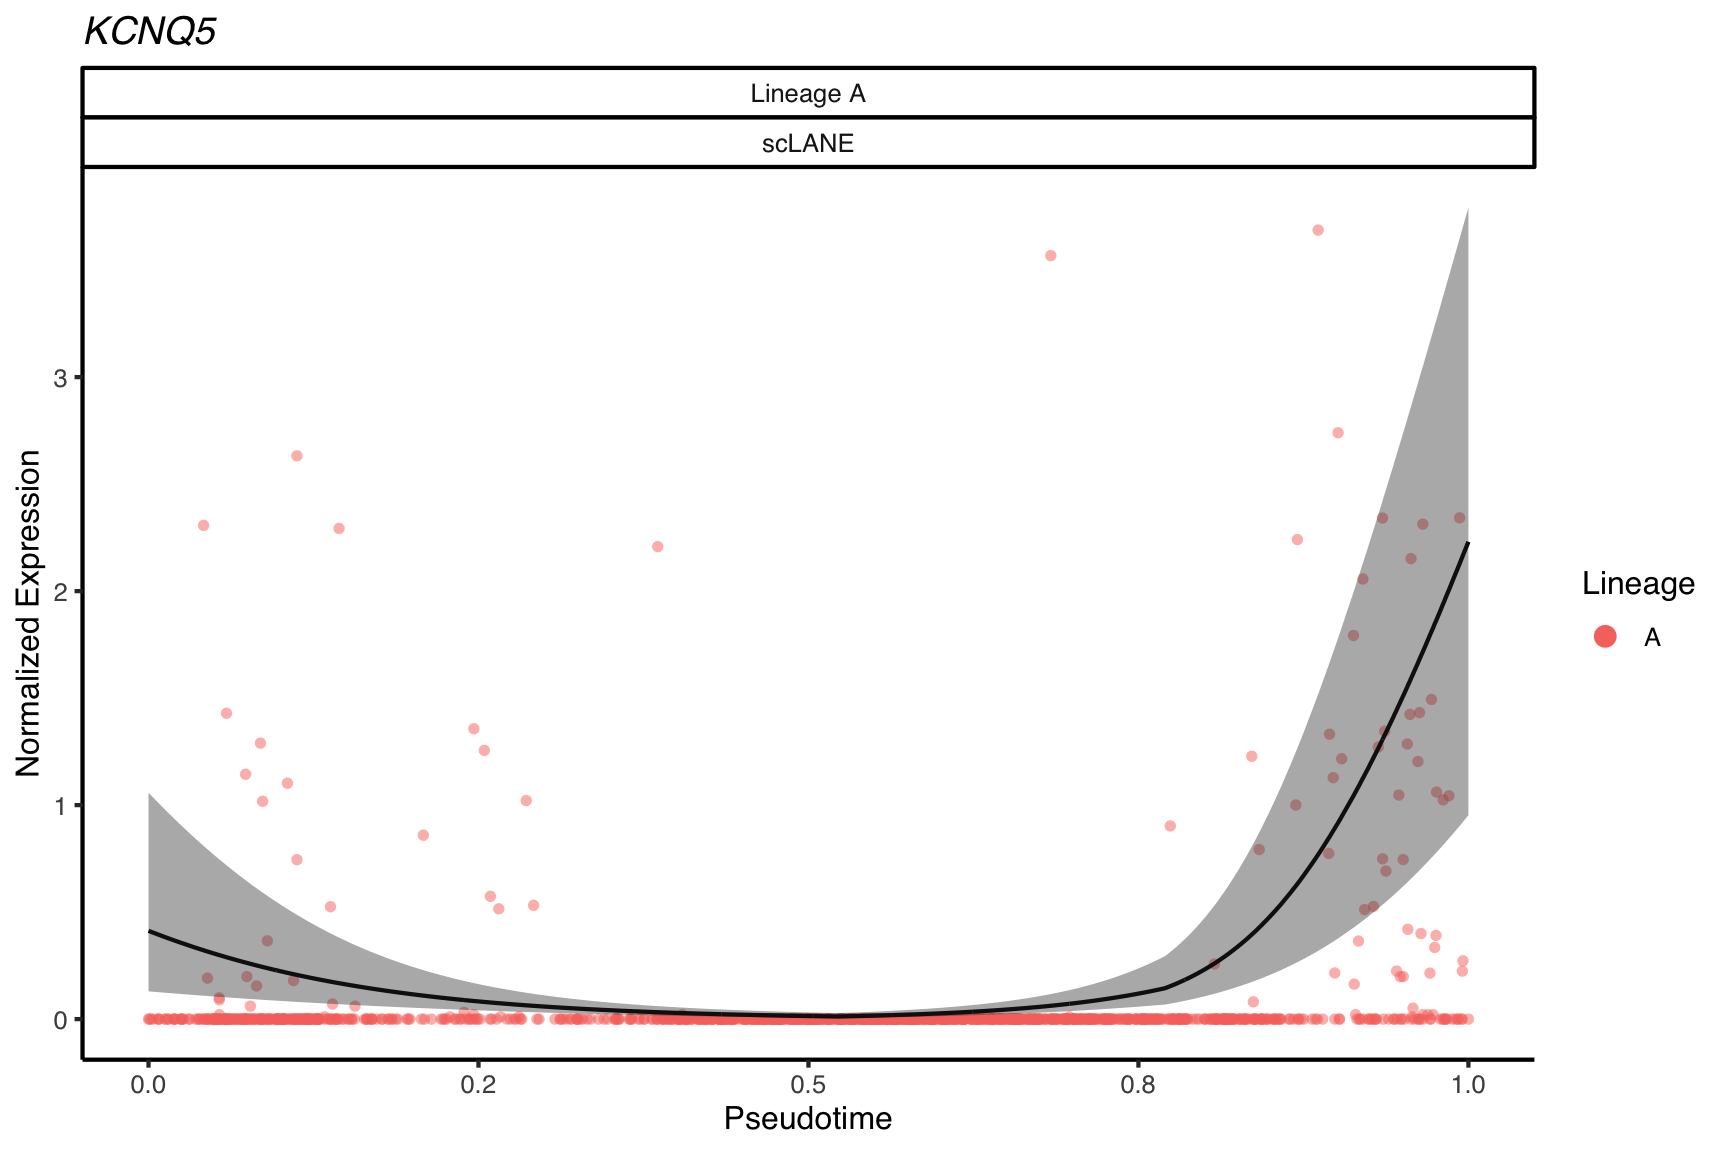 KCNQ5
Lineage A
scLANE
Normalized Expression
3
2
1
0
0.0 0.2 0.5 0.8 1.0
Pseudotime
Lineage
A